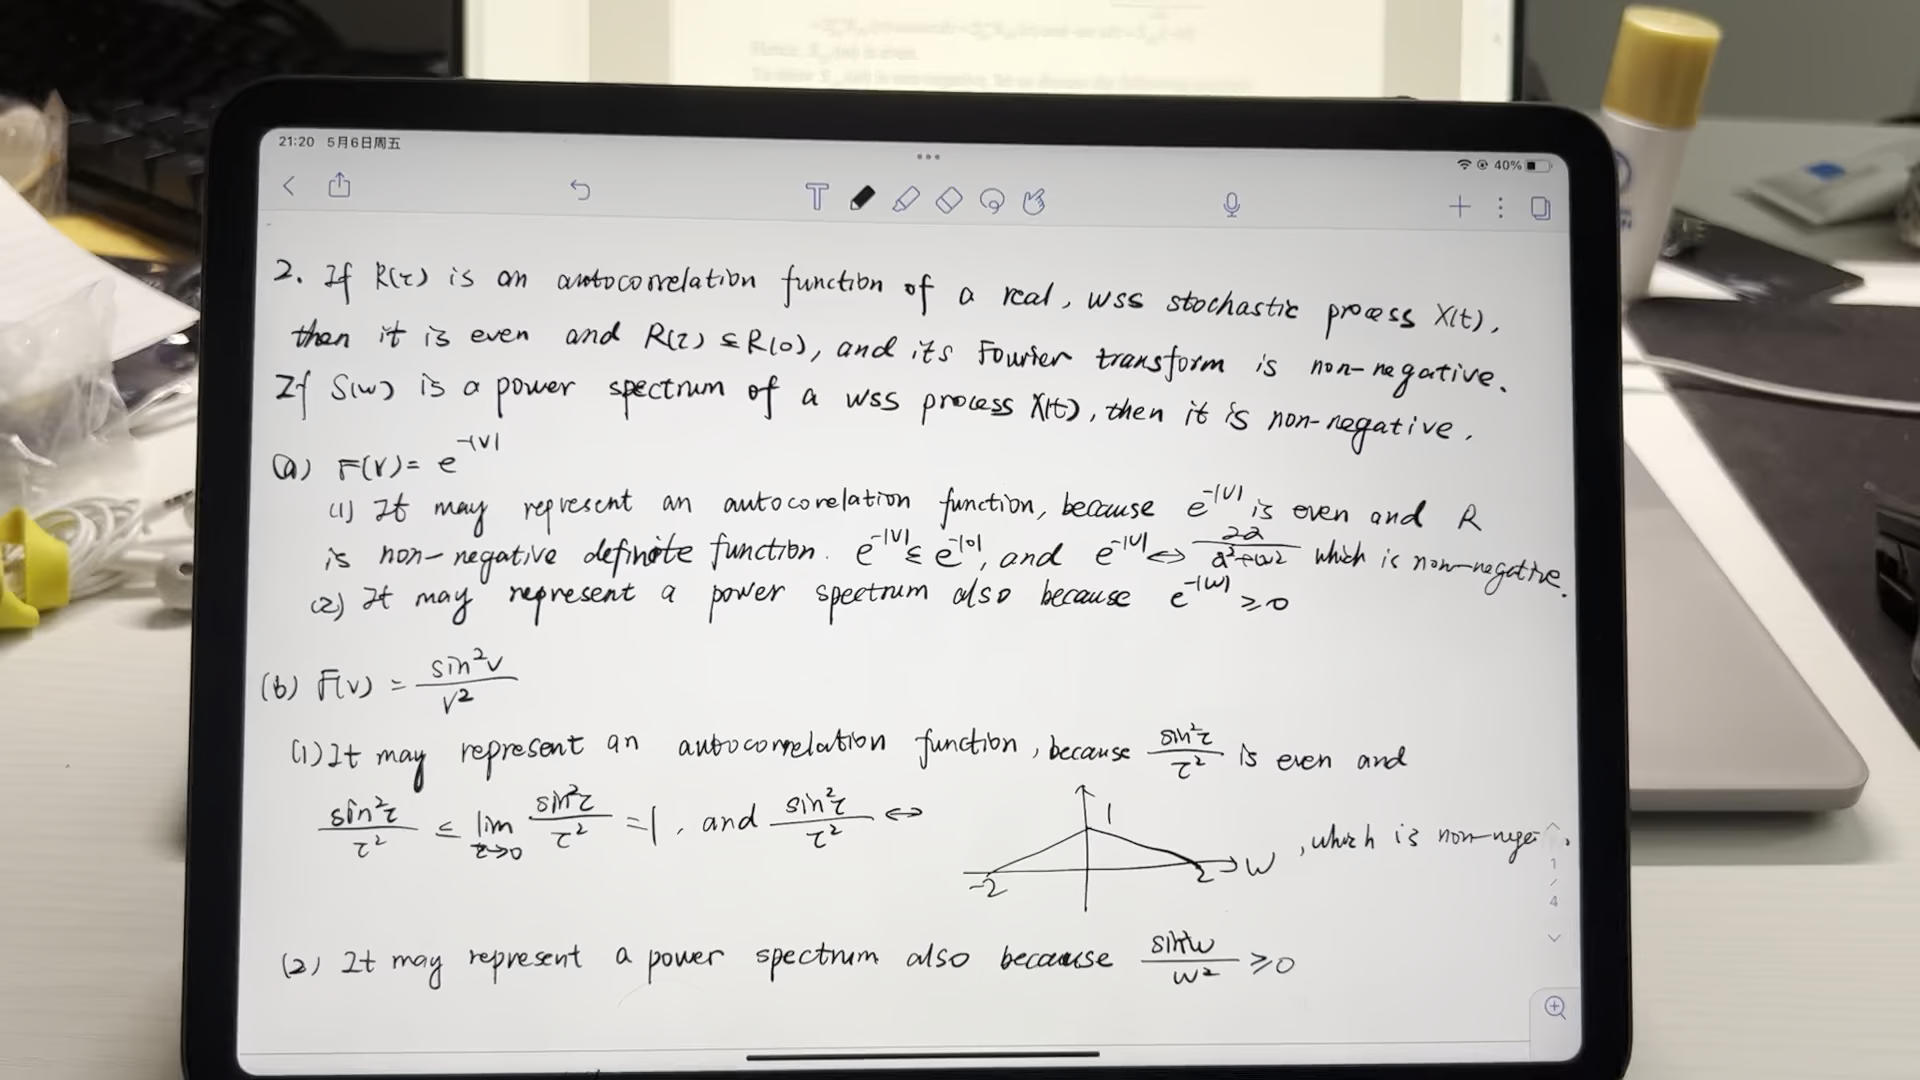 Hence,
is even.
21:20 5月6日周五
40%
2. If R(τ) is an autocorrelation function of a real, WSS stochastic process X(t),
then it is even and R(τ) ≤ R(0), and its Fourier transform is non-negative.
If S(w) is a power spectrum of a WSS process X(t), then it is non-negative.
(a) F(V) = e^{-|V|}
(1) It may represent an autocorelation function, because e^{-|V|} is even and R
is non-negative definite function. e^{-|V|} ≤ e^{-|0|}, and e^{-|V|} ⇔ 2a/(a²+w²) which is non-negative.
(2) It may represent a power spectrum also because e^{-|w|} ≥ 0
(b) F(v) = sin²v/v²
(1) It may represent an autocorrelation function, because sin²τ/τ² is even and
sin²τ/τ² ≤ lim τ→0 sin²τ/τ² = 1, and sin²τ/τ² ⇔ 1 -2 2 W, which is non-nega
1
/
4
(2) It may represent a power spectrum also because sin²w/w² ≥ 0